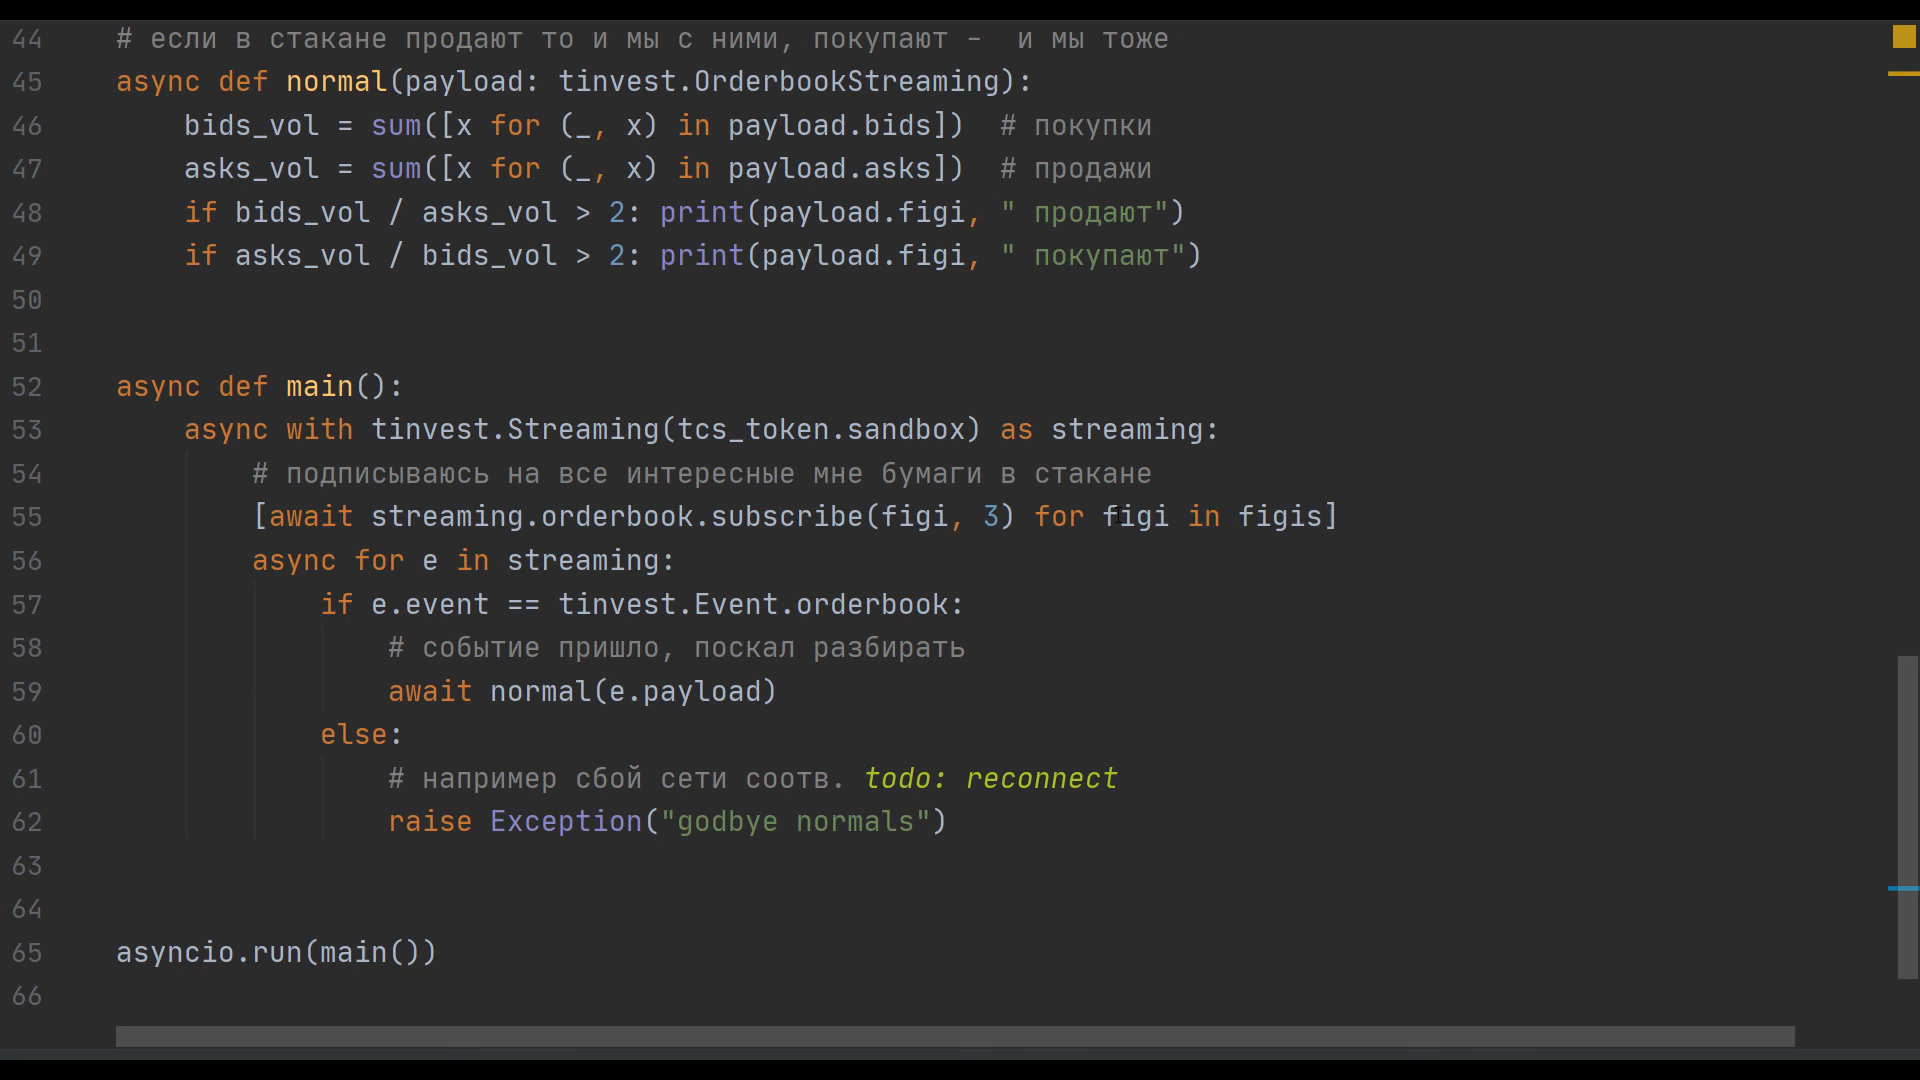 44 # если в стакане продают то и мы с ними, покупают -  и мы тоже
45 async def normal(payload: tinvest.OrderbookStreaming):
46     bids_vol = sum([x for (_, x) in payload.bids])  # покупки
47     asks_vol = sum([x for (_, x) in payload.asks])  # продажи
48     if bids_vol / asks_vol > 2: print(payload.figi, " продают")
49     if asks_vol / bids_vol > 2: print(payload.figi, " покупают")
50
51
52 async def main():
53     async with tinvest.Streaming(tcs_token.sandbox) as streaming:
54         # подписываюсь на все интересные мне бумаги в стакане
55         [await streaming.orderbook.subscribe(figi, 3) for figi in figis]
56         async for e in streaming:
57             if e.event == tinvest.Event.orderbook:
58                 # событие пришло, поскал разбирать
59                 await normal(e.payload)
60             else:
61                 # например сбой сети соотв. todo: reconnect
62                 raise Exception("godbye normals")
63
64
65 asyncio.run(main())
66